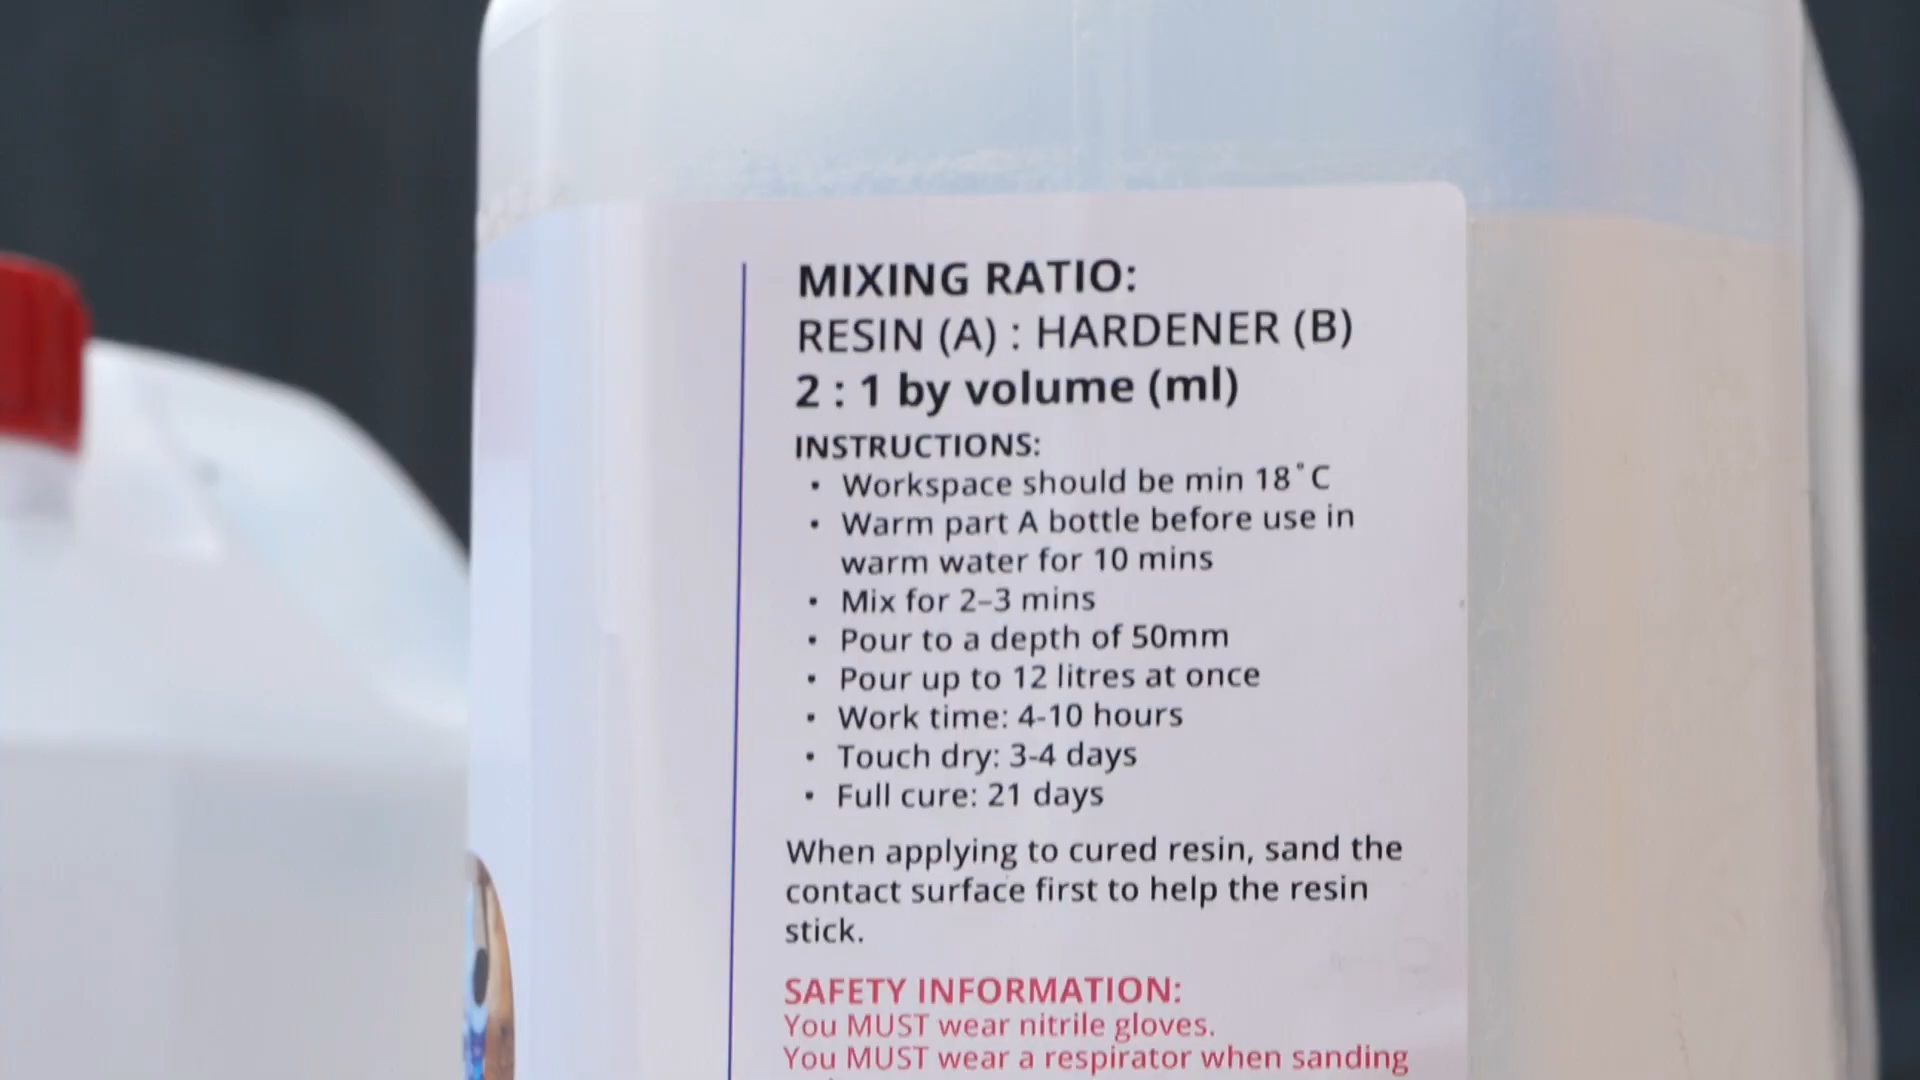 MIXING RATIO:
RESIN (A) : HARDENER (B)
2 : 1 by volume (ml)
INSTRUCTIONS:
• Workspace should be min 18˚C
• Warm part A bottle before use in
warm water for 10 mins
• Mix for 2–3 mins
• Pour to a depth of 50mm
• Pour up to 12 litres at once
• Work time: 4-10 hours
• Touch dry: 3-4 days
• Full cure: 21 days
When applying to cured resin, sand the
contact surface first to help the resin
stick.
SAFETY INFORMATION:
You MUST wear nitrile gloves.
You MUST wear a respirator when sanding